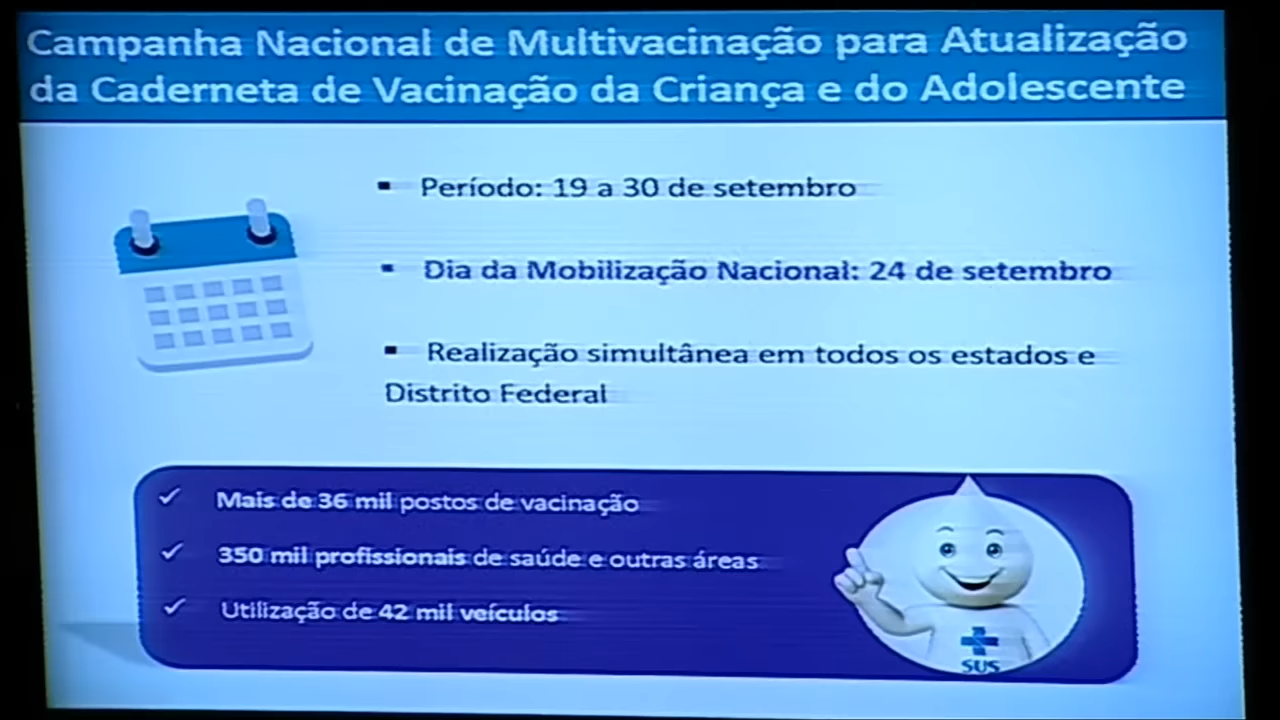 Campanha Nacional de Multivacinação para Atualização
da Caderneta de Vacinação da Criança e do Adolescente
Período: 19 a 30 de setembro
Dia da Mobilização Nacional: 24 de setembro
Realização simultânea em todos os estados e
Distrito Federal
Mais de 36 mil postos de vacinação
350 mil profissionais de saúde e outras áreas
Utilização de 42 mil veículos
SUS